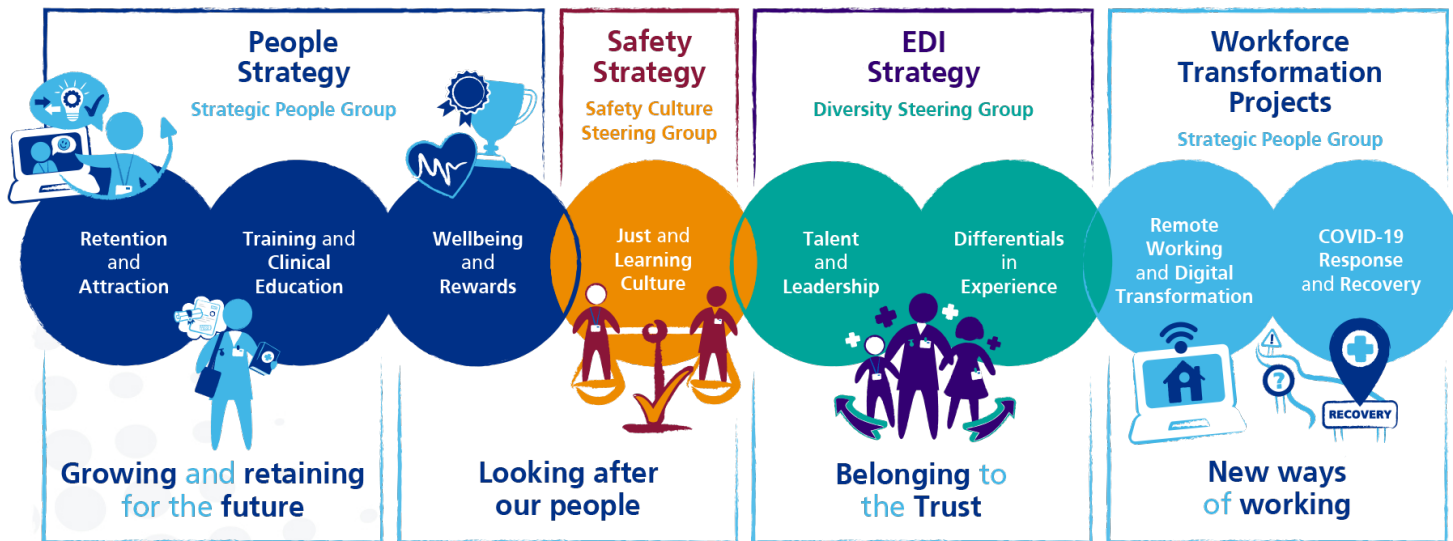 People
Strategy
Strategic People Group
Safety
Strategy
Safety Culture
Steering Group
EDI
Strategy
Diversity Steering Group
Workforce
Transformation
Projects
Strategic People Group
Retention
and
Attraction
Training and
Clinical
Education
Wellbeing
and
Rewards
Just and
Learning
Culture
Talent
and
Leadership
Differentials
in
Experience
Remote
Working
and Digital
Transformation
COVID-19
Response
and Recovery
?
RECOVERY
Growing and retaining
for the future
Looking after
our people
Belonging to
the Trust
New ways
of working